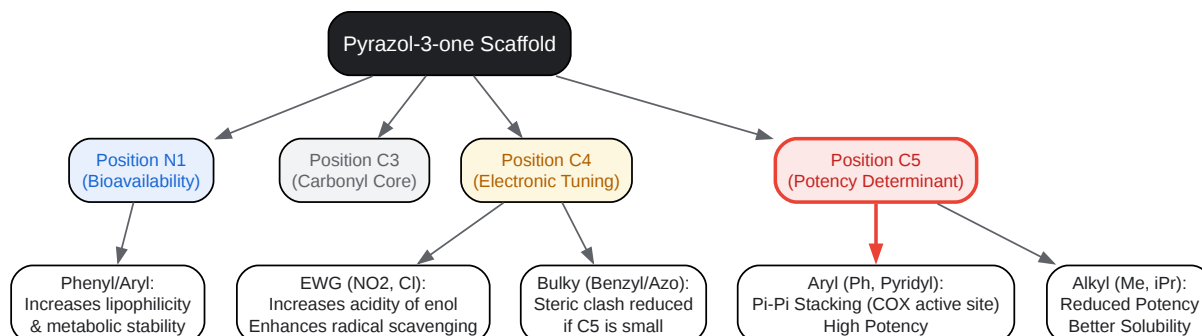 Pyrazol-3-one Scaffold
Position N1
(Bioavailability)
Position C3
(Carbonyl Core)
Position C4
(Electronic Tuning)
Position C5
(Potency Determinant)
Phenyl/Aryl:
Increases lipophilicity
& metabolic stability
EWG (NO2, Cl):
Increases acidity of enol
Enhances radical scavenging
Bulky (Benzyl/Azo):
Steric clash reduced
if C5 is small
Aryl (Ph, Pyridyl):
Pi-Pi Stacking (COX active site)
High Potency
Alkyl (Me, iPr):
Reduced Potency
Better Solubility